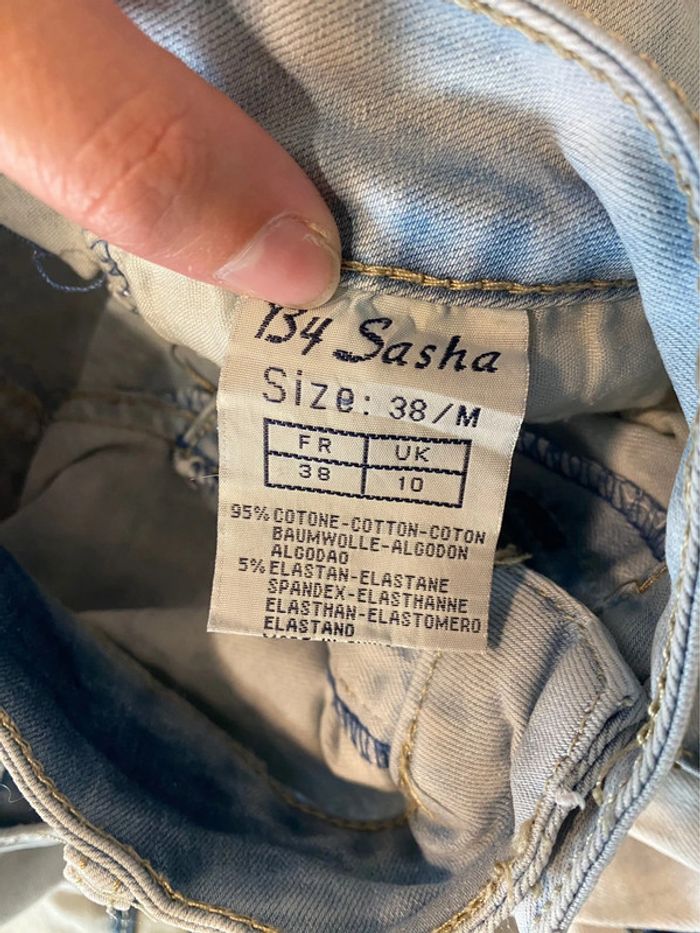 Sasha
Size: 38/M
FR UK
38 10
95% COTONE-COTTON-COTON
BAUMWOLLE-ALGODON
ALGODAO
5% ELASTAN-ELASTANE
SPANDEX-ELASTHANNE
ELASTHAN-ELASTOMERO
ELASTANO